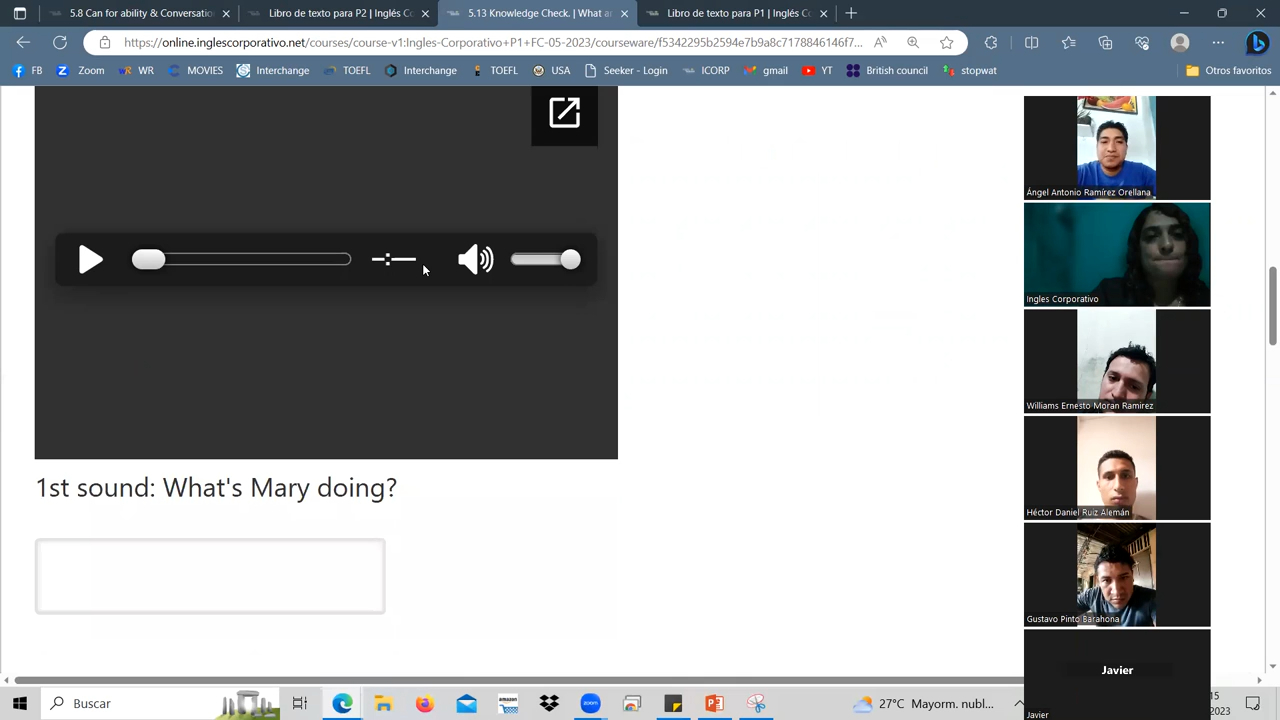 5.8 Can for ability & Conversatio
Libro de texto para P2 | Inglés Co
5.13 Knowledge Check. | What a
Libro de texto para P1 | Inglés Co
https://online.inglescorporativo.net/courses/course-v1:Ingles-Corporativo+P1+FC-05-2023/courseware/f5342295b2594e7b9a8c7178846146f7...
FB
Zoom
WR
MOVIES
Interchange
TOEFL
Interchange
TOEFL
USA
Seeker - Login
ICORP
gmail
YT
British council
stopwat
Otros favoritos
Ángel Antonio Ramírez Orellana
Ingles Corporativo
Williams Ernesto Moran Ramirez
Héctor Daniel Ruiz Alemán
Gustavo Pinto Barahona
Javier
Javier
-:--
1st sound: What's Mary doing?
Buscar
amazon
zoom
27°C Mayorm. nubl...
15
2023